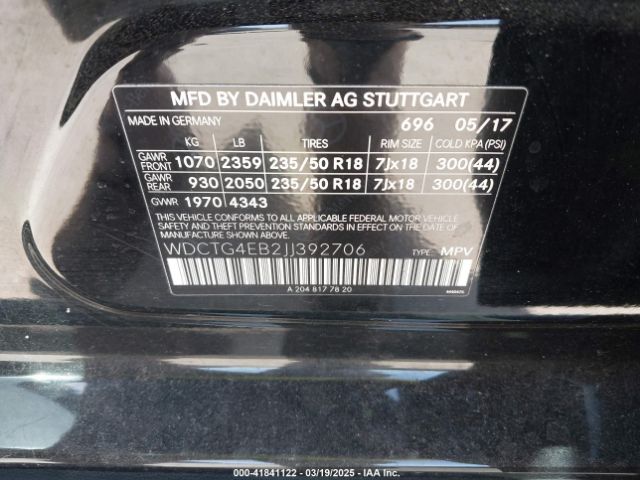 MFD BY DAIMLER AG STUTTGART
MADE IN GERMANY 696 05/17
KG LB TIRES RIM SIZE COLD KPA (PSI)
GAWR FRONT 1070 2359 235/50 R18 7Jx18 300(44)
GAWR REAR 930 2050 235/50 R18 7Jx18 300(44)
GVWR 1970 4343
THIS VEHICLE CONFORMS TO ALL APPLICABLE FEDERAL MOTOR VEHICLE
SAFETY AND THEFT PREVENTION STANDARDS IN EFFECT ON THE DATE
OF MANUFACTURE SHOWN ABOVE.
WDCTG4EB2JJ392706 TYPE: MPV
A 204 817 78 20
000-41841122 - 03/19/2025 - IAA Inc.